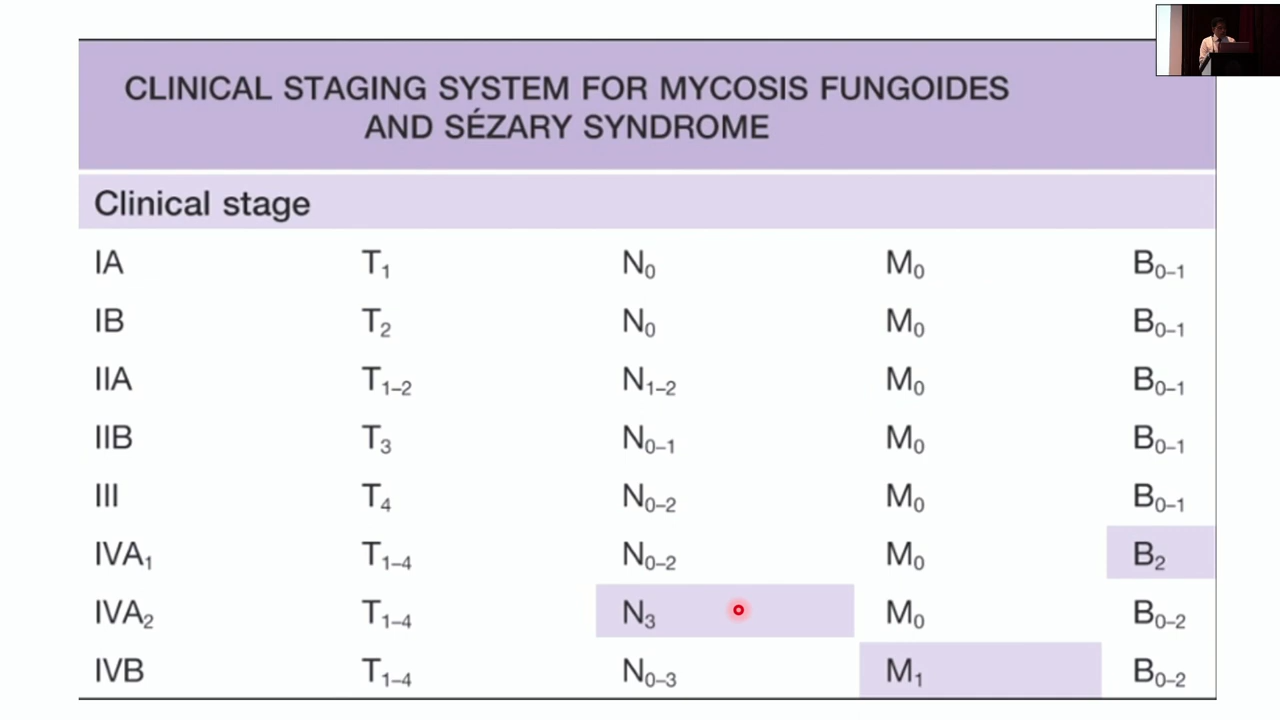 CLINICAL STAGING SYSTEM FOR MYCOSIS FUNGOIDES
AND SÉZARY SYNDROME
Clinical stage
IA T₁ N₀ M₀ B₀₋₁
IB T₂ N₀ M₀ B₀₋₁
IIA T₁₋₂ N₁₋₂ M₀ B₀₋₁
IIB T₃ N₀₋₁ M₀ B₀₋₁
III T₄ N₀₋₂ M₀ B₀₋₁
IVA₁ T₁₋₄ N₀₋₂ M₀ B₂
IVA₂ T₁₋₄ N₃ M₀ B₀₋₂
IVB T₁₋₄ N₀₋₃ M₁ B₀₋₂